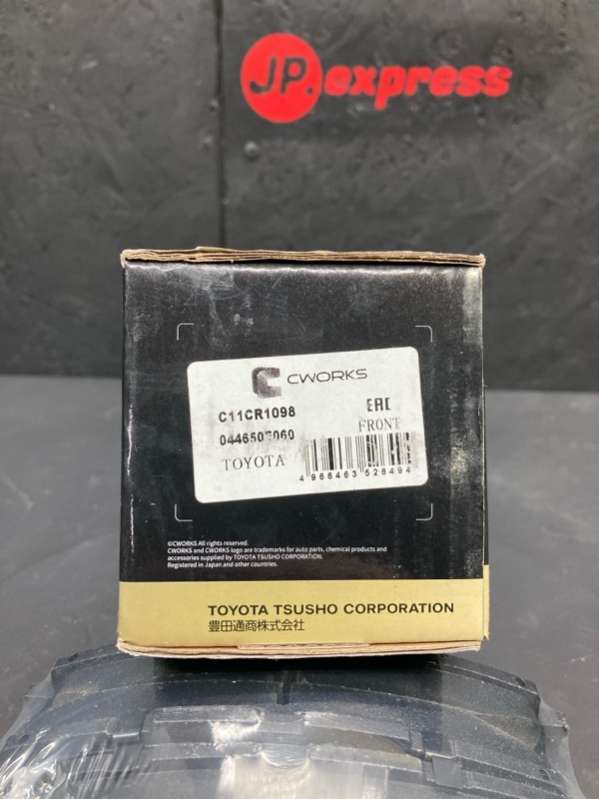 JP.express
CWORKS
C11CR1098
EAC
FRONT
TOYOTA
4 966463 528494
©CWORKS All rights reserved.
CWORKS and CWORKS logo are trademarks for auto parts, chemical products and
accessories supplied by TOYOTA TSUSHO CORPORATION.
Registered in Japan and other countries.
TOYOTA TSUSHO CORPORATION
豊田通商株式会社